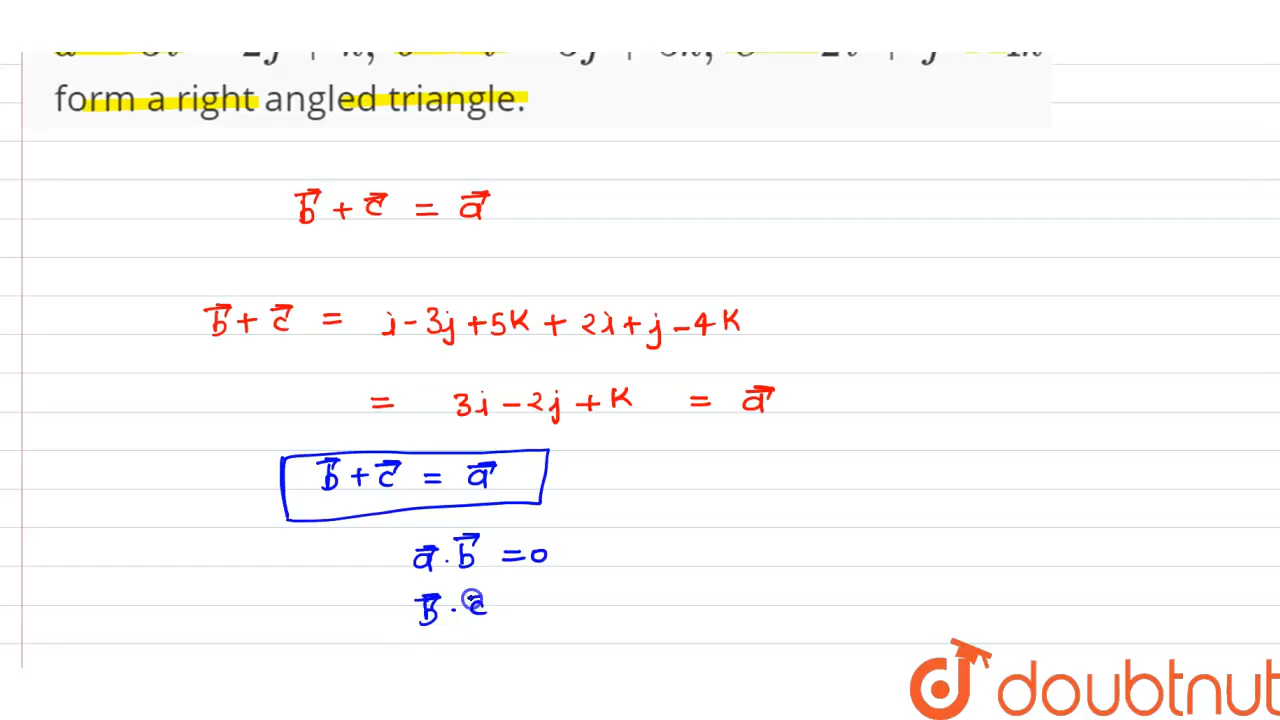 form a right angled triangle.
b⃗ + c⃗ = a⃗
b⃗ + c⃗ = i - 3j + 5k + 2i + j - 4k
= 3i - 2j + k = a⃗
b⃗ + c⃗ = a⃗
a⃗ · b⃗ = 0
b⃗ · c⃗
doubtnut